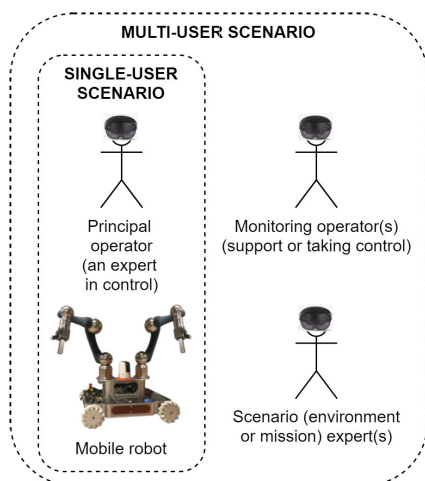 MULTI-USER SCENARIO
SINGLE-USER
SCENARIO
Principal
operator
(an expert
in control)
Mobile robot
Monitoring operator(s)
(support or taking control)
Scenario (environment
or mission) expert(s)